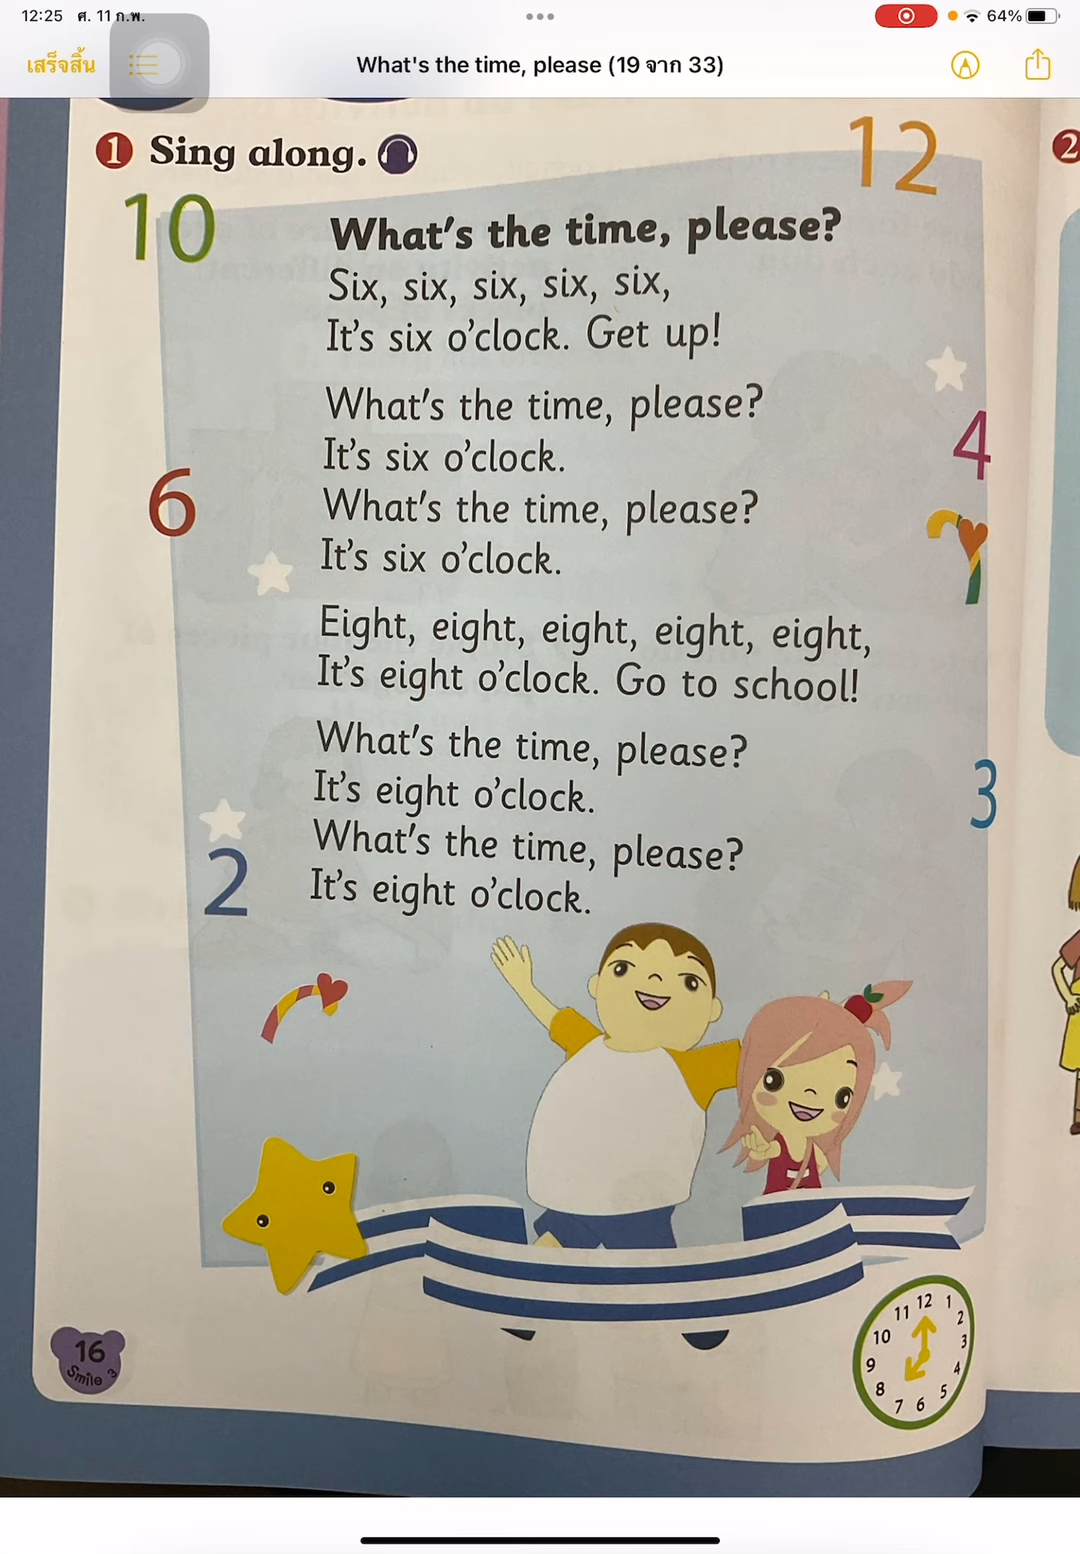 12:25 ศ. 11 ก.พ.
64%
เสร็จสิ้น
What's the time, please (19 จาก 33)
1 Sing along.
2
12
10
What's the time, please?
Six, six, six, six, six,
It's six o'clock. Get up!
What's the time, please?
It's six o'clock.
4
6
What's the time, please?
It's six o'clock.
Eight, eight, eight, eight, eight,
It's eight o'clock. Go to school!
What's the time, please?
It's eight o'clock.
3
What's the time, please?
It's eight o'clock.
2
16
Smile 3
12
1
2
3
4
5
6
7
8
9
10
11